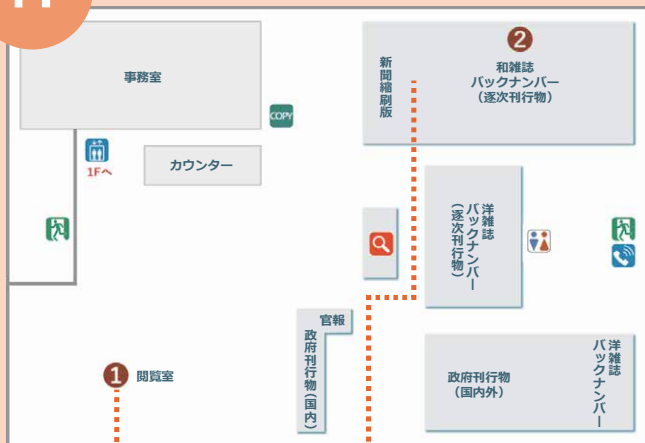 事務室
COPY
1Fへ
カウンター
新聞縮刷版
2
和雑誌
バックナンバー
(逐次刊行物)
洋雑誌
バックナンバー
(逐次刊行物)
官報
政府刊行物(国内)
1
閲覧室
政府刊行物
(国内外)
洋雑誌
バックナンバー